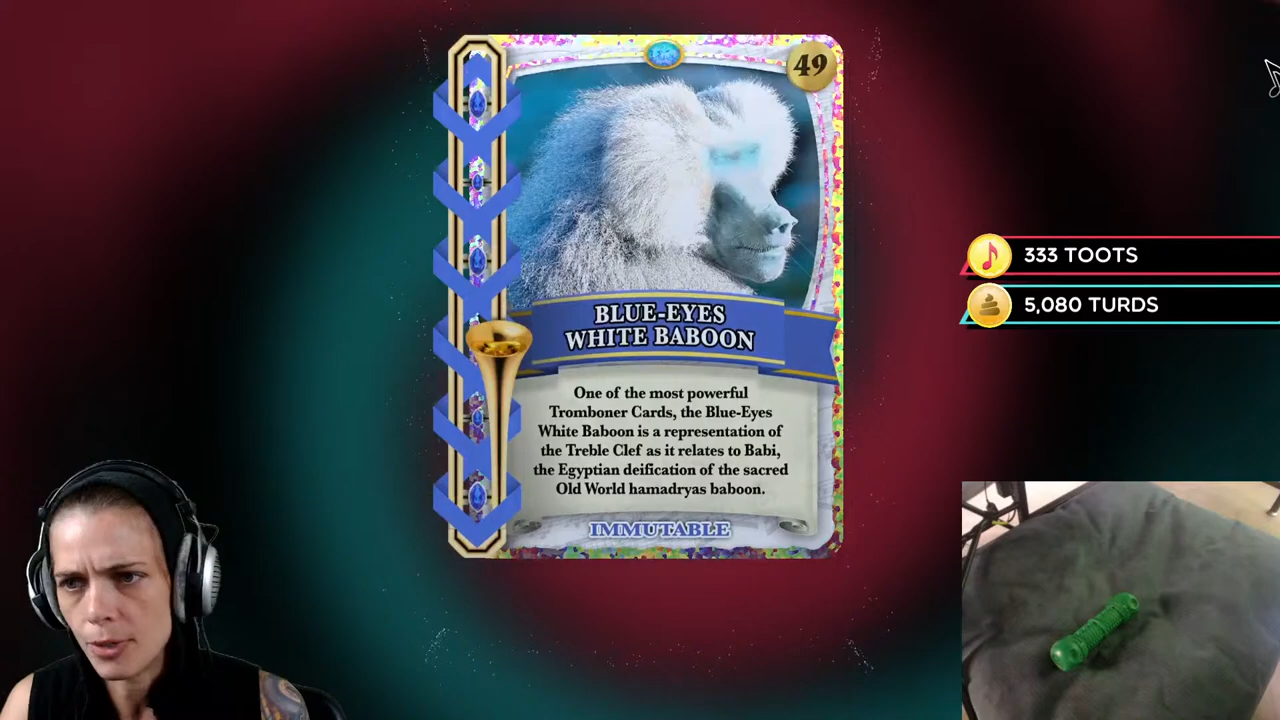 49
BLUE-EYES
WHITE BABOON
One of the most powerful
Tromboner Cards, the Blue-Eyes
White Baboon is a representation of
the Treble Clef as it relates to Babi,
the Egyptian deification of the sacred
Old World hamadryas baboon.
IMMUTABLE
333 TOOTS
5,080 TURDS